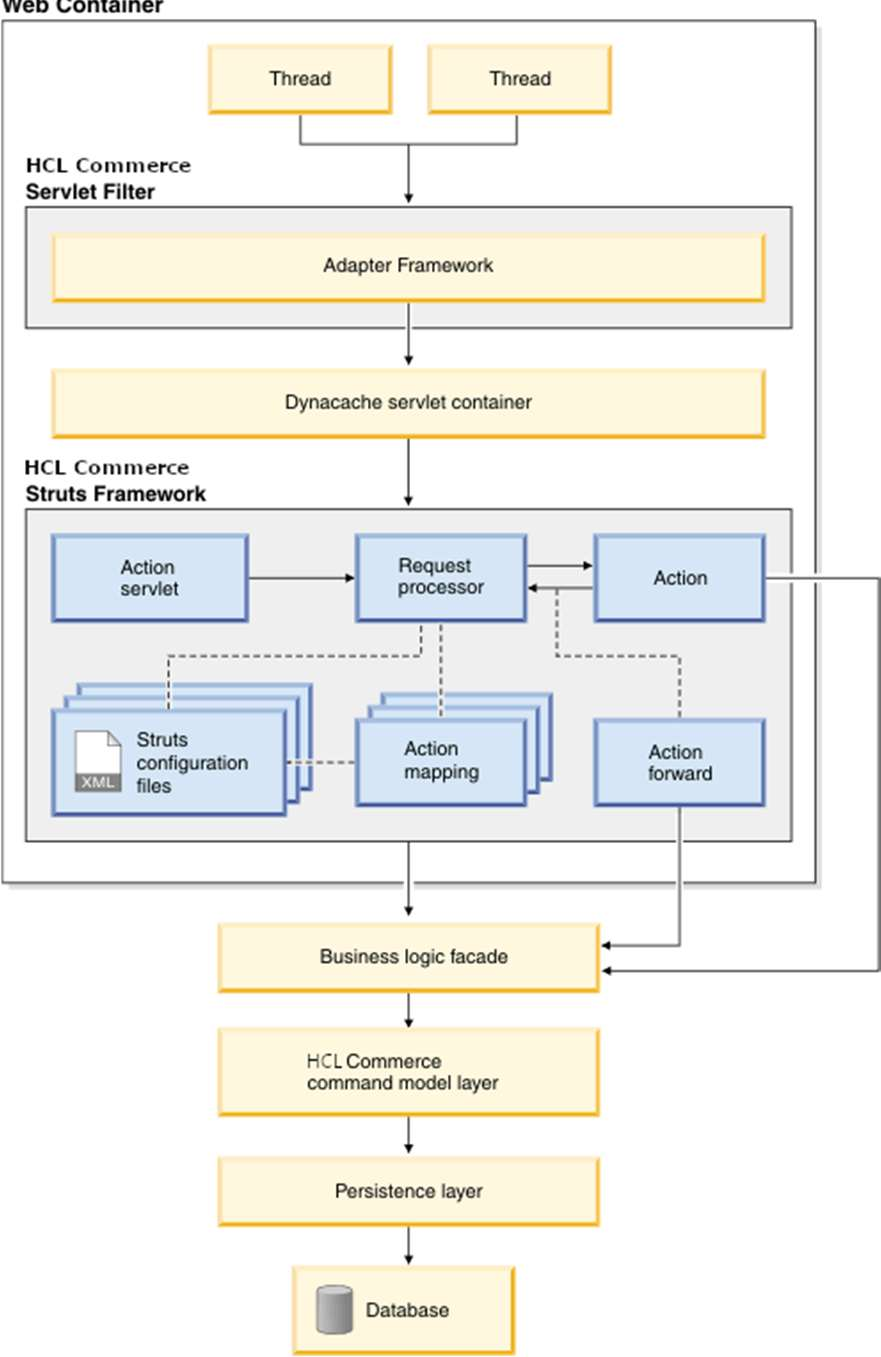 Web Container
Thread
Thread
HCL Commerce
Servlet Filter
Adapter Framework
Dynacache servlet container
HCL Commerce
Struts Framework
Action
servlet
Request
processor
Action
XML
Struts
configuration
files
Action
mapping
Action
forward
Business logic facade
HCL Commerce
command model layer
Persistence layer
Database